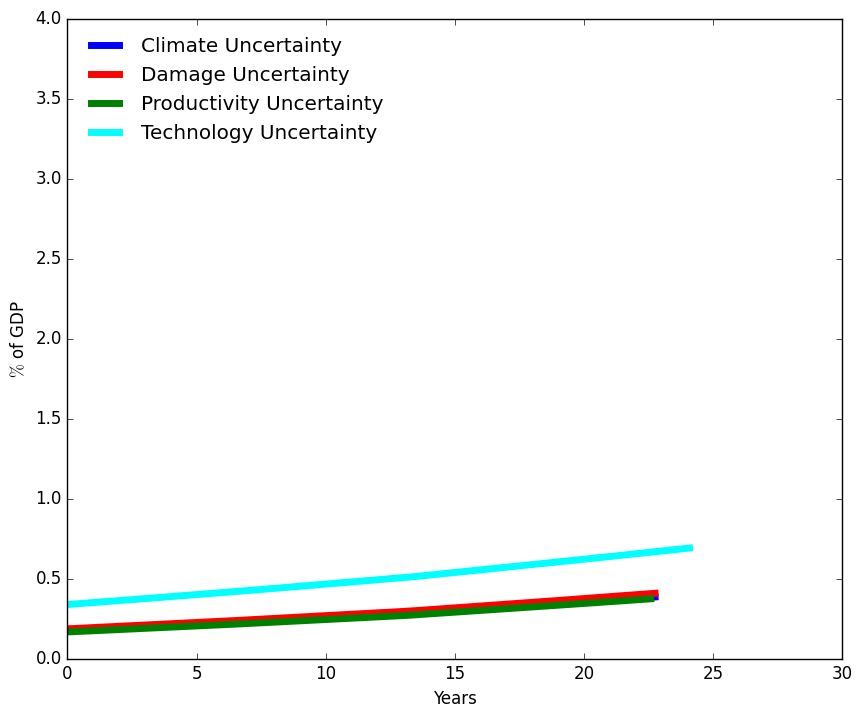 4.0
3.5
3.0
2.5
2.0
1.5
1.0
0.5
0.0
% of GDP
Climate Uncertainty
Damage Uncertainty
Productivity Uncertainty
Technology Uncertainty
0 5 10 15 20 25 30
Years